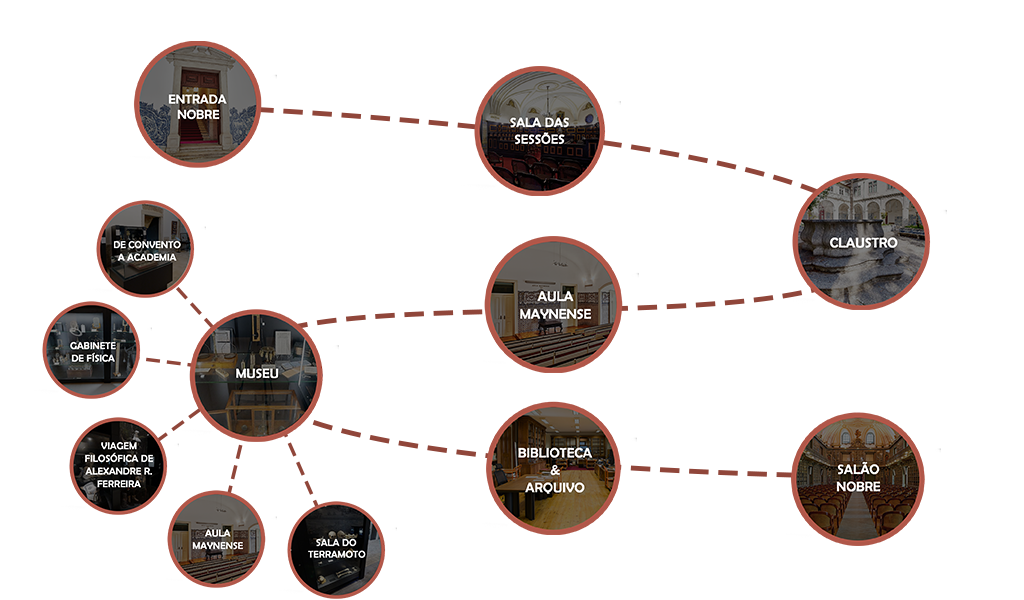 ENTRADA
NOBRE
SALA DAS
SESSÕES
CLAUSTRO
DE CONVENTO
A ACADEMIA
AULA
MAYNENSE
GABINETE
DE FÍSICA
MUSEU
VIAGEM
FILOSÓFICA DE
ALEXANDRE R.
FERREIRA
BIBLIOTECA
&
ARQUIVO
SALÃO
NOBRE
AULA
MAYNENSE
SALA DO
TERRAMOTO